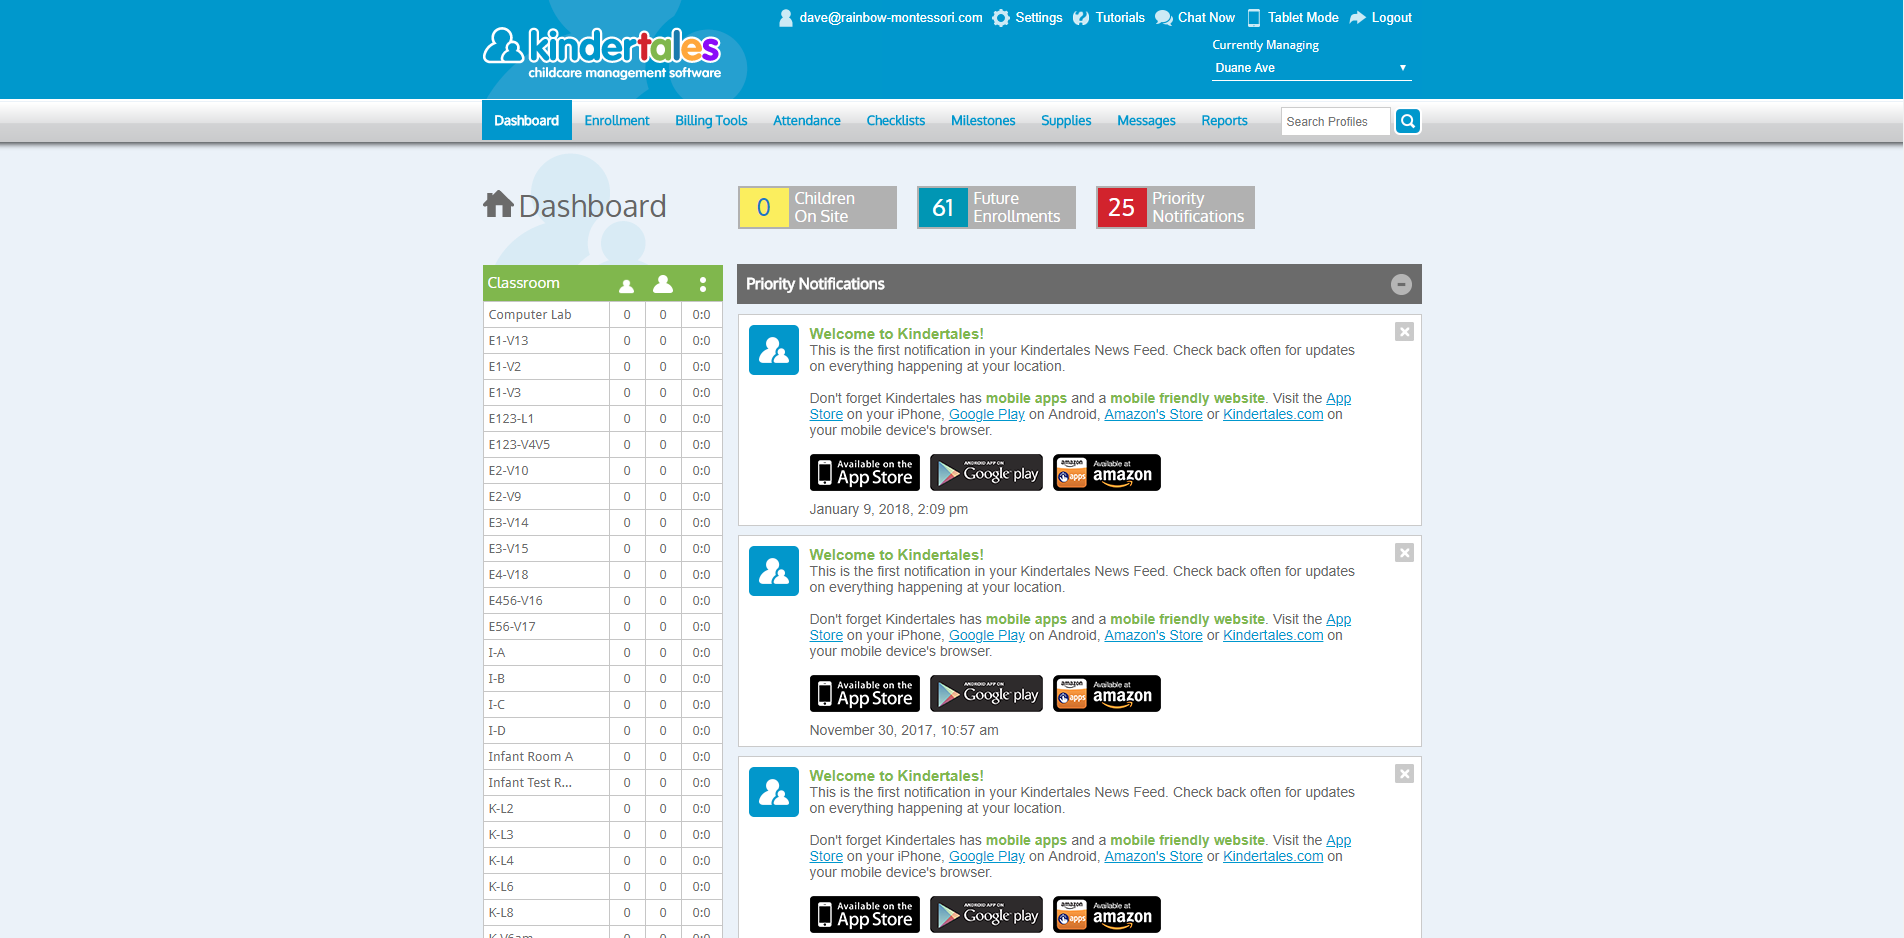 dave@rainbow-montessori.com Settings Tutorials Chat Now Tablet Mode Logout
kindertales
childcare management software
Currently Managing
Duane Ave
Dashboard Enrollment Billing Tools Attendance Checklists Milestones Supplies Messages Reports Search Profiles
Dashboard
0 Children On Site
61 Future Enrollments
25 Priority Notifications
Classroom
Computer Lab 0 0 0:0
E1-V13 0 0 0:0
E1-V2 0 0 0:0
E1-V3 0 0 0:0
E123-L1 0 0 0:0
E123-V4V5 0 0 0:0
E2-V10 0 0 0:0
E2-V9 0 0 0:0
E3-V14 0 0 0:0
E3-V15 0 0 0:0
E4-V18 0 0 0:0
E456-V16 0 0 0:0
E56-V17 0 0 0:0
I-A 0 0 0:0
I-B 0 0 0:0
I-C 0 0 0:0
I-D 0 0 0:0
Infant Room A 0 0 0:0
Infant Test R... 0 0 0:0
K-L2 0 0 0:0
K-L3 0 0 0:0
K-L4 0 0 0:0
K-L6 0 0 0:0
K-L8 0 0 0:0
K-V6am 0 0 0:0
Priority Notifications
Welcome to Kindertales!
This is the first notification in your Kindertales News Feed. Check back often for updates
on everything happening at your location.
Don't forget Kindertales has mobile apps and a mobile friendly website. Visit the App
Store on your iPhone, Google Play on Android, Amazon's Store or Kindertales.com on
your mobile device's browser.
Available on the App Store
ANDROID APP ON Google play
amazon apps Available at amazon
January 9, 2018, 2:09 pm
Welcome to Kindertales!
This is the first notification in your Kindertales News Feed. Check back often for updates
on everything happening at your location.
Don't forget Kindertales has mobile apps and a mobile friendly website. Visit the App
Store on your iPhone, Google Play on Android, Amazon's Store or Kindertales.com on
your mobile device's browser.
Available on the App Store
ANDROID APP ON Google play
amazon apps Available at amazon
November 30, 2017, 10:57 am
Welcome to Kindertales!
This is the first notification in your Kindertales News Feed. Check back often for updates
on everything happening at your location.
Don't forget Kindertales has mobile apps and a mobile friendly website. Visit the App
Store on your iPhone, Google Play on Android, Amazon's Store or Kindertales.com on
your mobile device's browser.
Available on the App Store
ANDROID APP ON Google play
amazon apps Available at amazon